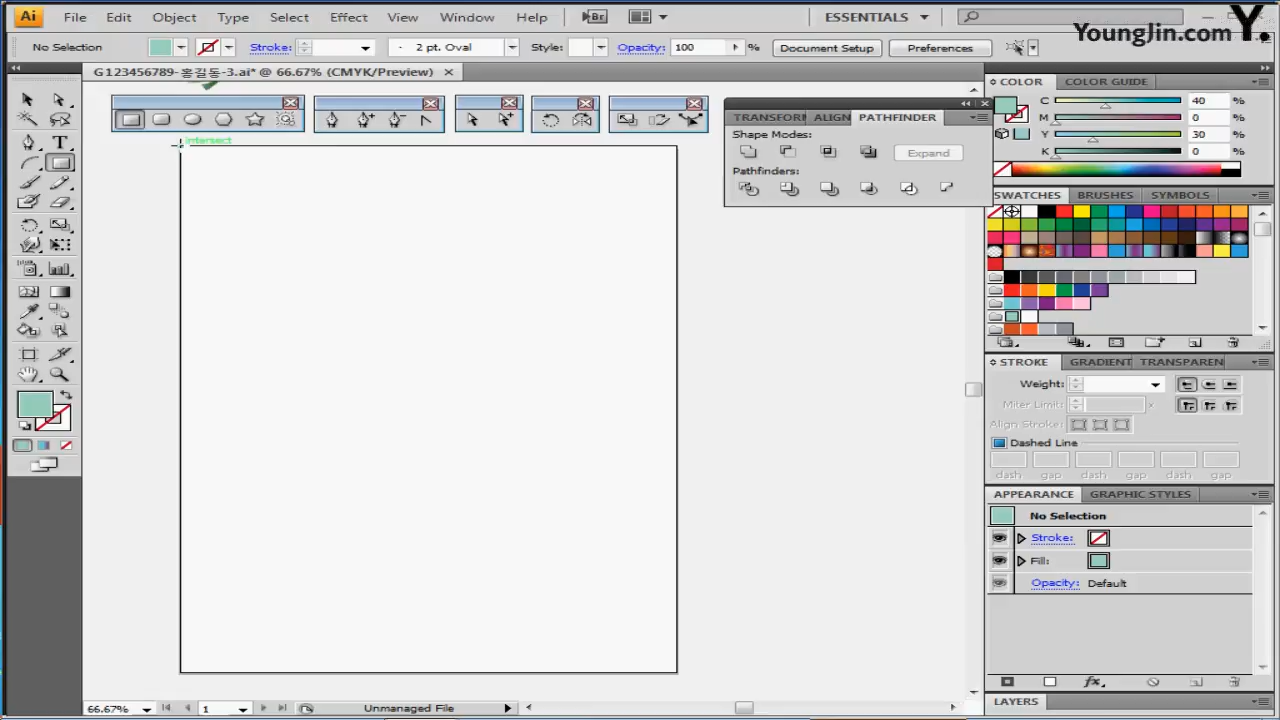 Ai File Edit Object Type Select Effect View Window Help Br ESSENTIALS
Y.
YoungJin.com
No Selection Stroke: 2 pt. Oval Style: Opacity: 100 % Document Setup Preferences
G123456789-홍길동-3.ai* @ 66.67% (CMYK/Preview)
COLOR COLOR GUIDE
C 40 %
M 0 %
Y 30 %
K 0 %
TRANSFORM ALIGN PATHFINDER
Shape Modes:
Expand
Pathfinders:
intersect
SWATCHES BRUSHES SYMBOLS
STROKE GRADIENT TRANSPAREN
Weight:
Miter Limit: x
Align Stroke:
Dashed Line
dash gap dash gap dash gap
APPEARANCE GRAPHIC STYLES
No Selection
Stroke:
Fill:
Opacity: Default
LAYERS
66.67% 1 Unmanaged File